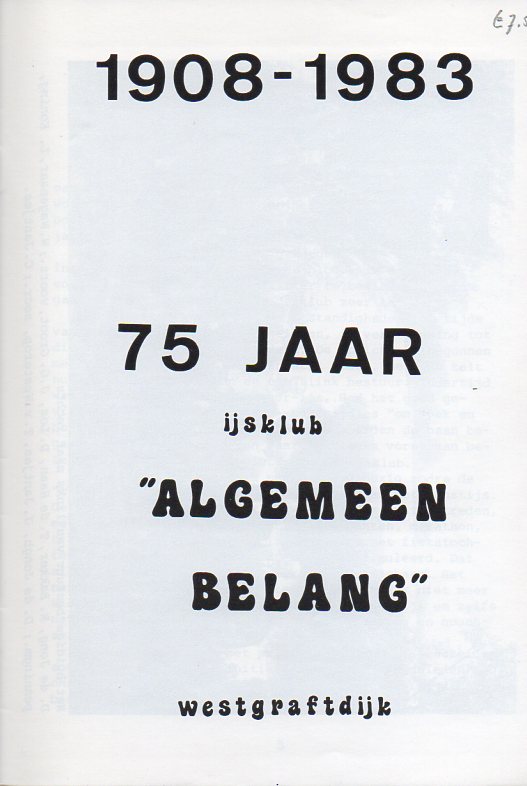 1908-1983
75 JAAR
ijsklub
"ALGEMEEN
BELANG"
westgraftdijk